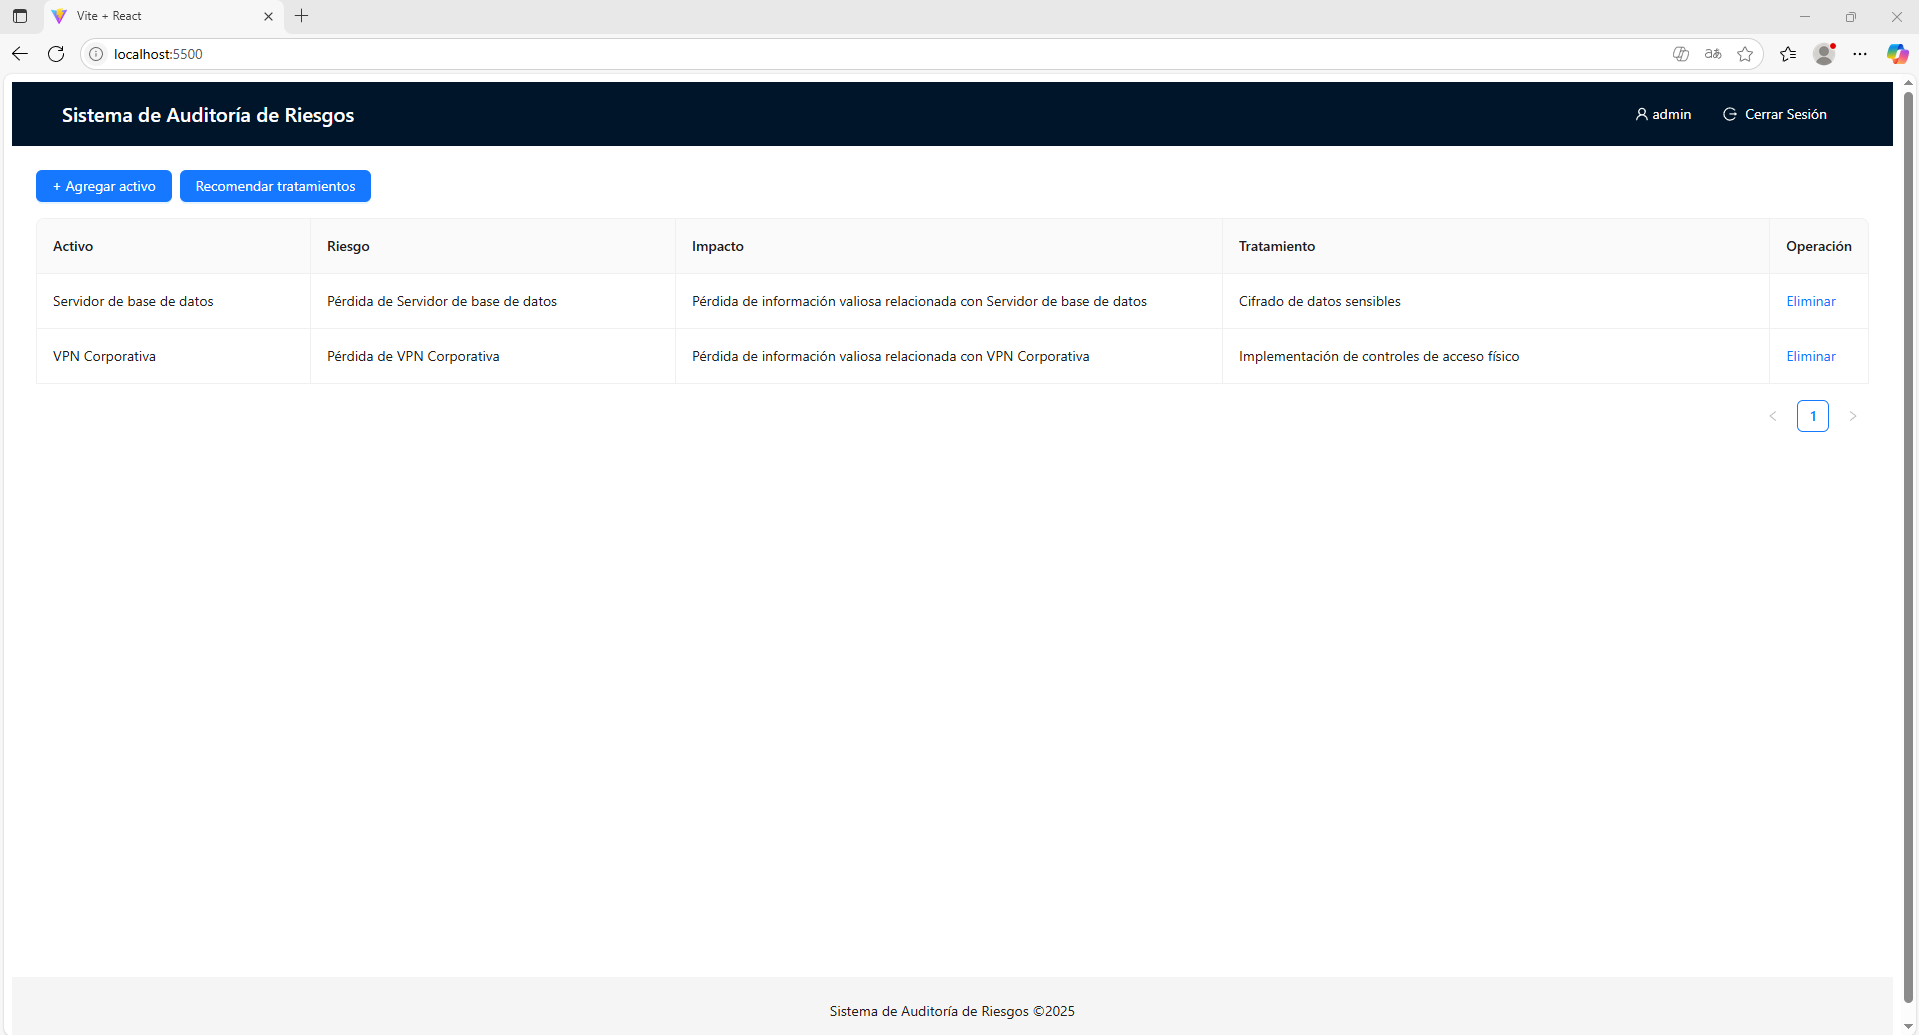 Vite + React
localhost:5500
Sistema de Auditoría de Riesgos
admin
Cerrar Sesión
+ Agregar activo
Recomendar tratamientos
Activo Riesgo Impacto Tratamiento Operación
Servidor de base de datos Pérdida de Servidor de base de datos Pérdida de información valiosa relacionada con Servidor de base de datos Cifrado de datos sensibles Eliminar
VPN Corporativa Pérdida de VPN Corporativa Pérdida de información valiosa relacionada con VPN Corporativa Implementación de controles de acceso físico Eliminar
< 1 >
Sistema de Auditoría de Riesgos ©2025